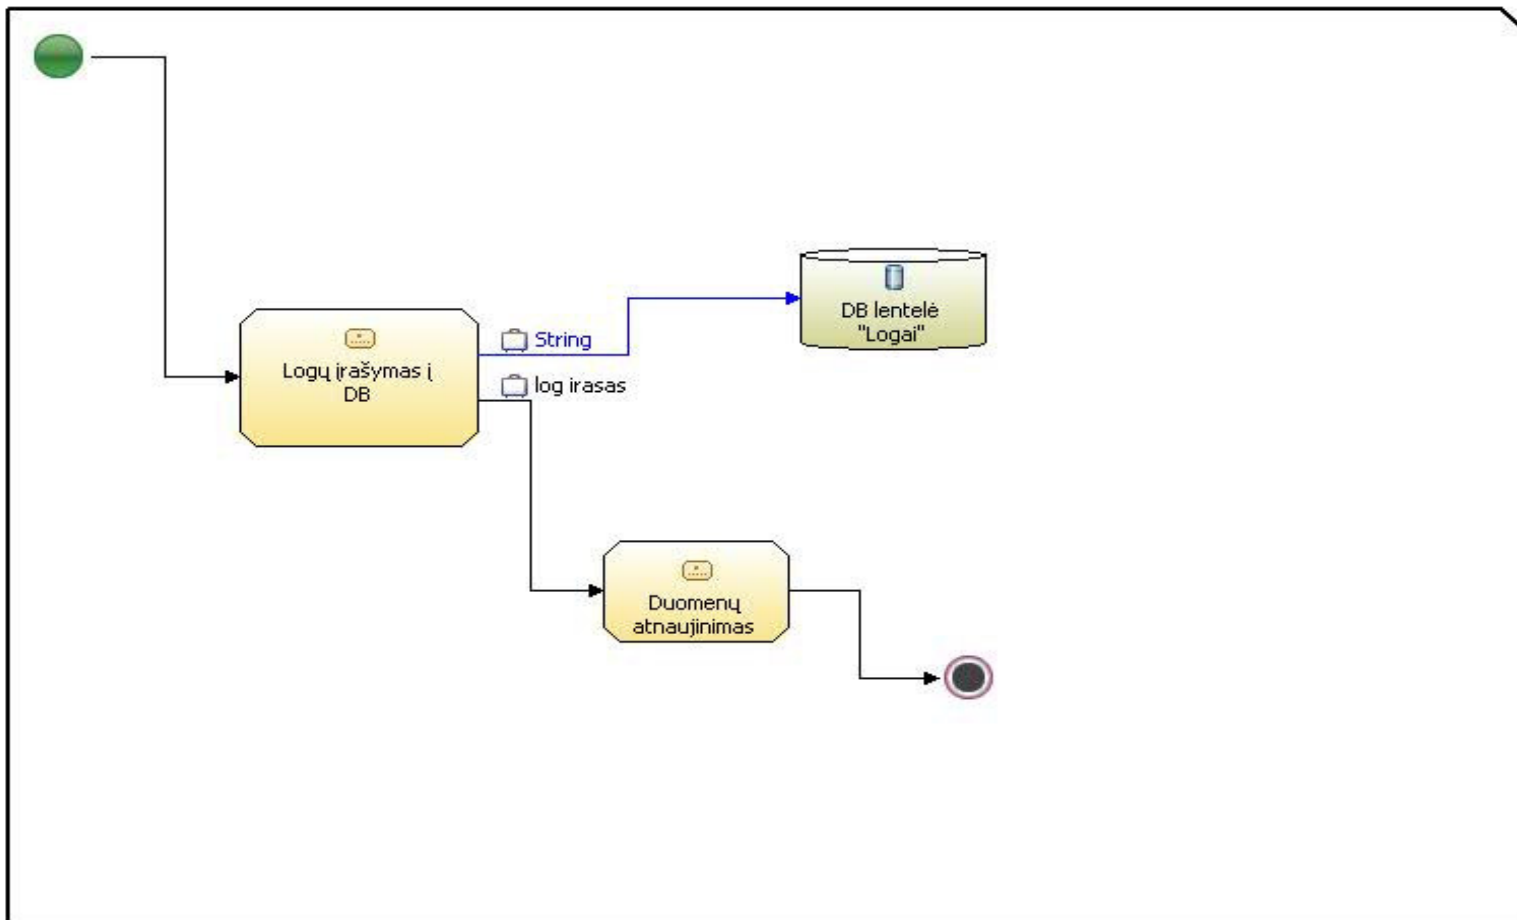 DB lentelė
"Logai"
String
Logų įrašymas į
DB
log irasas
Duomenų
atnaujinimas